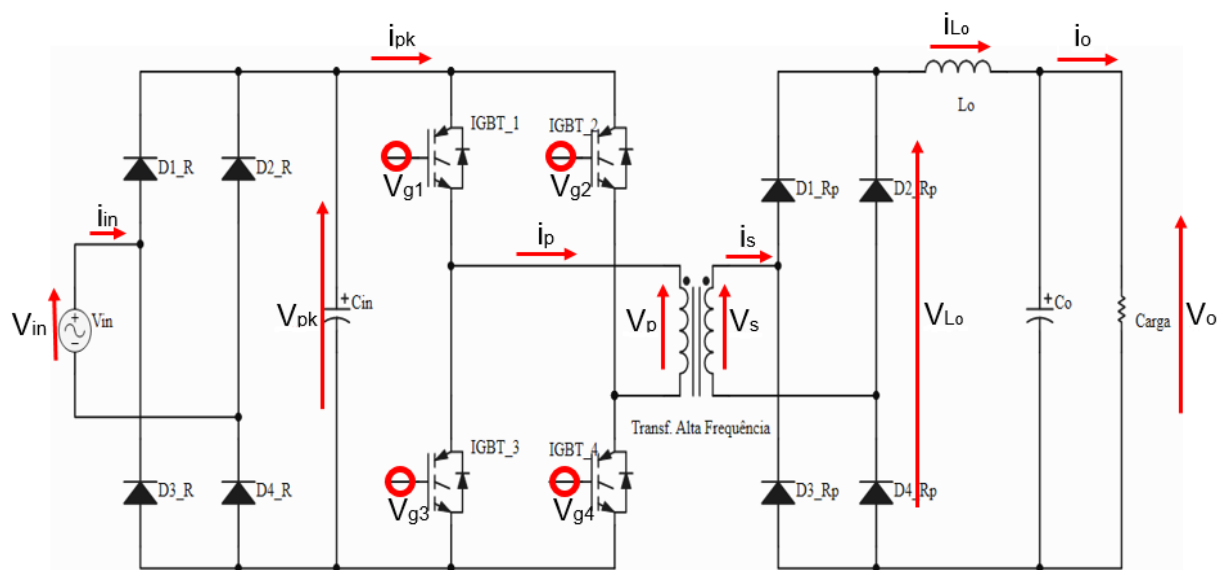 ipk
iLo
io
Lo
IGBT_1
IGBT_2
D1_R
D2_R
Vg1
Vg2
D1_Rp
D2_Rp
iin
ip
is
Vin
Vin
Vpk
+
Cin
Vp
Vs
VLo
+
Co
Carga
Vo
Transf. Alta Frequência
IGBT_3
IGBT_4
D3_R
D4_R
Vg3
Vg4
D3_Rp
D4_Rp